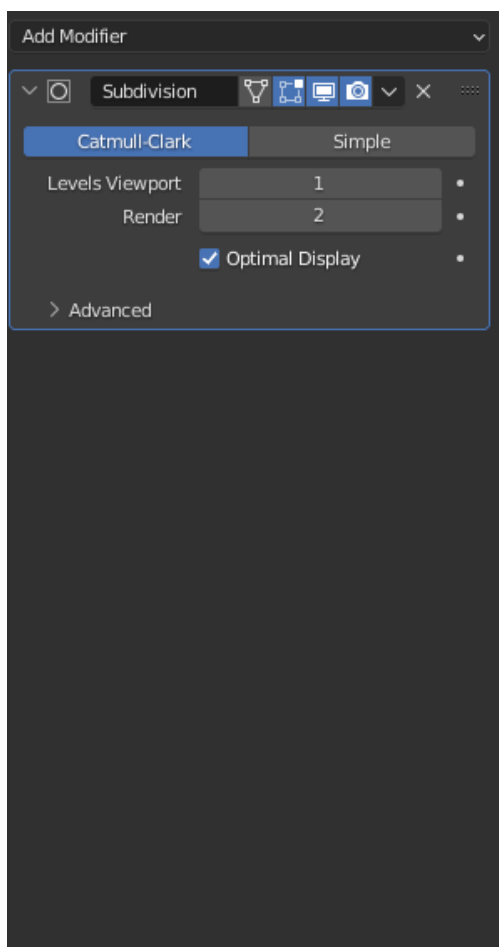 Add Modifier
Subdivision
Catmull-Clark Simple
Levels Viewport 1
Render 2
Optimal Display
Advanced